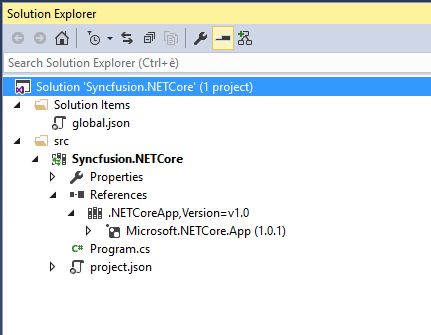 Solution Explorer
Search Solution Explorer (Ctrl+è)
Solution 'Syncfusion.NETCore' (1 project)
Solution Items
global.json
src
Syncfusion.NETCore
Properties
References
.NETCoreApp,Version=v1.0
Microsoft.NETCore.App (1.0.1)
C# Program.cs
project.json